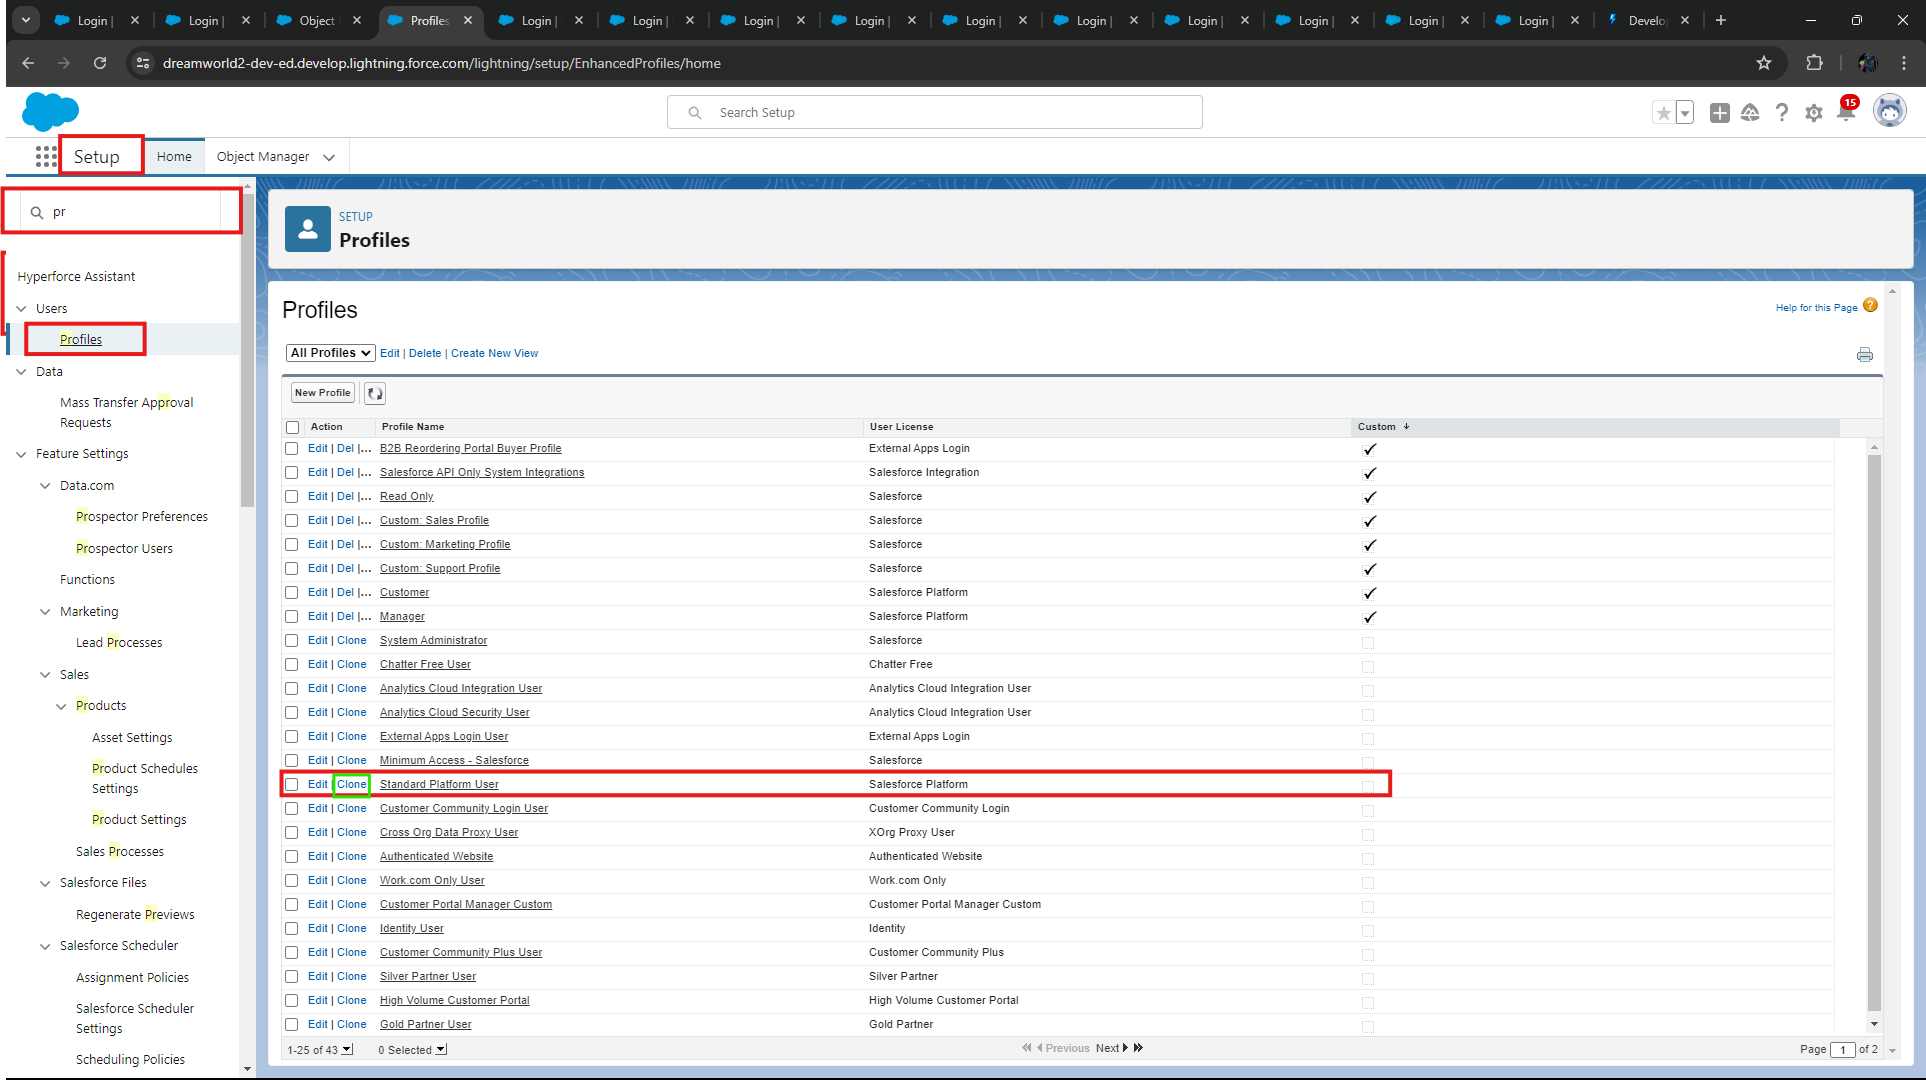 Login |
Login |
Object
Profiles
Login |
Login |
Login |
Login |
Login |
Login |
Login |
Login |
Login |
Login |
Develo
dreamworld2-dev-ed.develop.lightning.force.com/lightning/setup/EnhancedProfiles/home
Search Setup
15
Setup
Home
Object Manager
pr
Hyperforce Assistant
Users
Profiles
Data
Mass Transfer Approval
Requests
Feature Settings
Data.com
Prospector Preferences
Prospector Users
Functions
Marketing
Lead Processes
Sales
Products
Asset Settings
Product Schedules
Settings
Product Settings
Sales Processes
Salesforce Files
Regenerate Previews
Salesforce Scheduler
Assignment Policies
Salesforce Scheduler
Settings
Scheduling Policies
SETUP
Profiles
Profiles
Help for this Page ?
All Profiles Edit | Delete | Create New View
New Profile
Action Profile Name User License Custom
Edit | Del |... B2B Reordering Portal Buyer Profile External Apps Login
Edit | Del |... Salesforce API Only System Integrations Salesforce Integration
Edit | Del |... Read Only Salesforce
Edit | Del |... Custom: Sales Profile Salesforce
Edit | Del |... Custom: Marketing Profile Salesforce
Edit | Del |... Custom: Support Profile Salesforce
Edit | Del |... Customer Salesforce Platform
Edit | Del |... Manager Salesforce Platform
Edit | Clone System Administrator Salesforce
Edit | Clone Chatter Free User Chatter Free
Edit | Clone Analytics Cloud Integration User Analytics Cloud Integration User
Edit | Clone Analytics Cloud Security User Analytics Cloud Integration User
Edit | Clone External Apps Login User External Apps Login
Edit | Clone Minimum Access - Salesforce Salesforce
Edit | Clone Standard Platform User Salesforce Platform
Edit | Clone Customer Community Login User Customer Community Login
Edit | Clone Cross Org Data Proxy User XOrg Proxy User
Edit | Clone Authenticated Website Authenticated Website
Edit | Clone Work.com Only User Work.com Only
Edit | Clone Customer Portal Manager Custom Customer Portal Manager Custom
Edit | Clone Identity User Identity
Edit | Clone Customer Community Plus User Customer Community Plus
Edit | Clone Silver Partner User Silver Partner
Edit | Clone High Volume Customer Portal High Volume Customer Portal
Edit | Clone Gold Partner User Gold Partner
1-25 of 43 0 Selected Previous Next Page 1 of 2